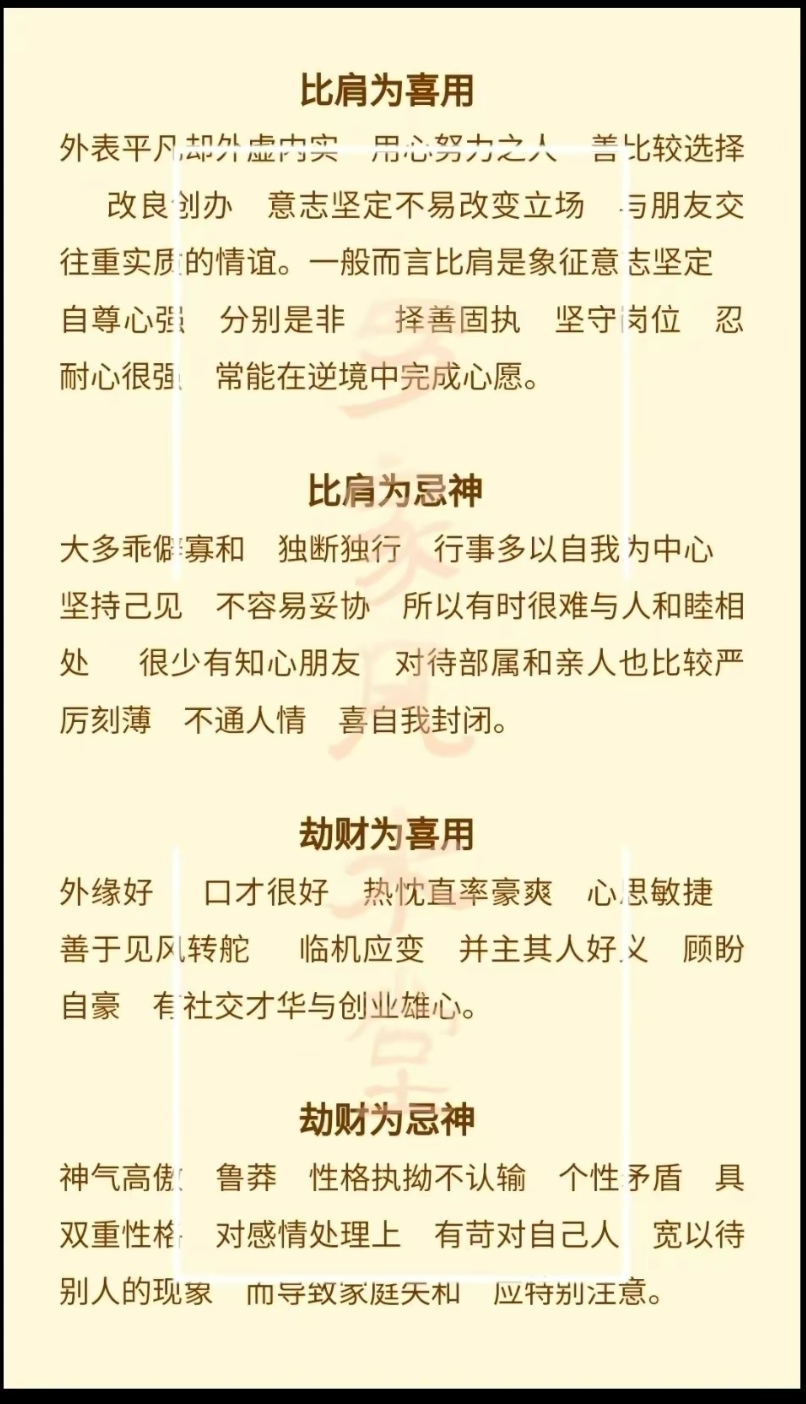 比肩为喜用
外表平凡却外虚内实 用心努力之人 善比较选择
改良创办 意志坚定不易改变立场 与朋友交
往重实质的情谊。一般而言比肩是象征意志坚定
自尊心强 分别是非 择善固执 坚守岗位 忍
耐心很强 常能在逆境中完成心愿。
比肩为忌神
大多乖僻寡和 独断独行 行事多以自我为中心
坚持己见 不容易妥协 所以有时很难与人和睦相
处 很少有知心朋友 对待部属和亲人也比较严
厉刻薄 不通人情 喜自我封闭。
劫财为喜用
外缘好 口才很好 热忱直率豪爽 心思敏捷
善于见风转舵 临机应变 并主其人好义 顾盼
自豪 有社交才华与创业雄心。
劫财为忌神
神气高傲 鲁莽 性格执拗不认输 个性矛盾 具
双重性格 对感情处理上 有苛对自己人 宽以待
别人的现象 而导致家庭失和 应特别注意。